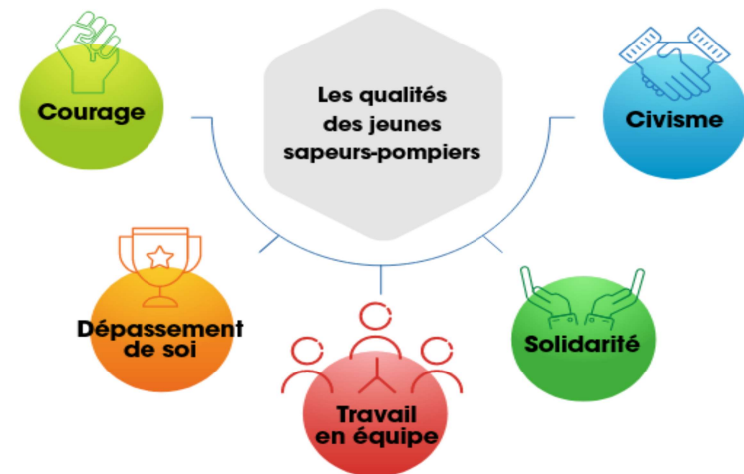 Les qualités
des jeunes
sapeurs-pompiers
Courage
Dépassement
de soi
Travail
en équipe
Solidarité
Civisme